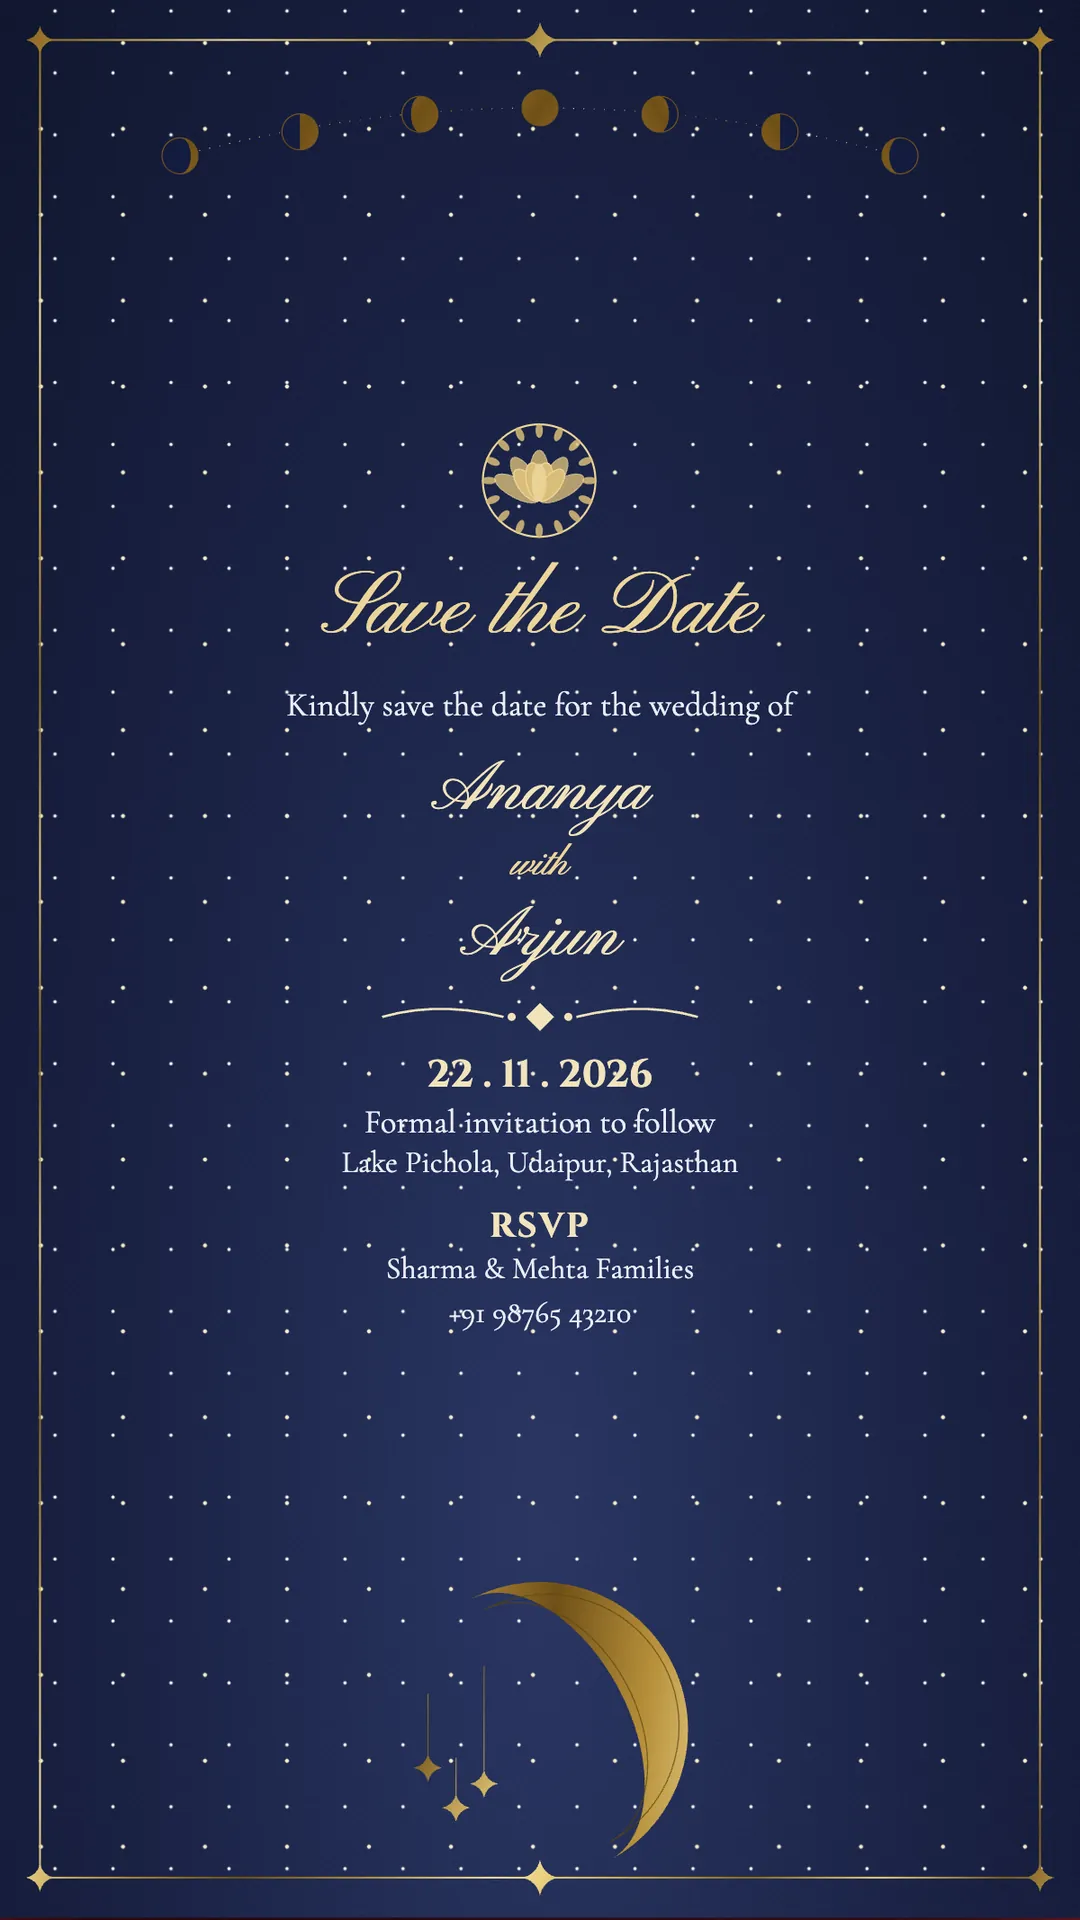 Save the Date
Kindly save the date for the wedding of
Ananya
with
Arjun
22 . 11 . 2026
Formal invitation to follow
Lake Pichola, Udaipur, Rajasthan
RSVP
Sharma & Mehta Families
+91 98765 43210